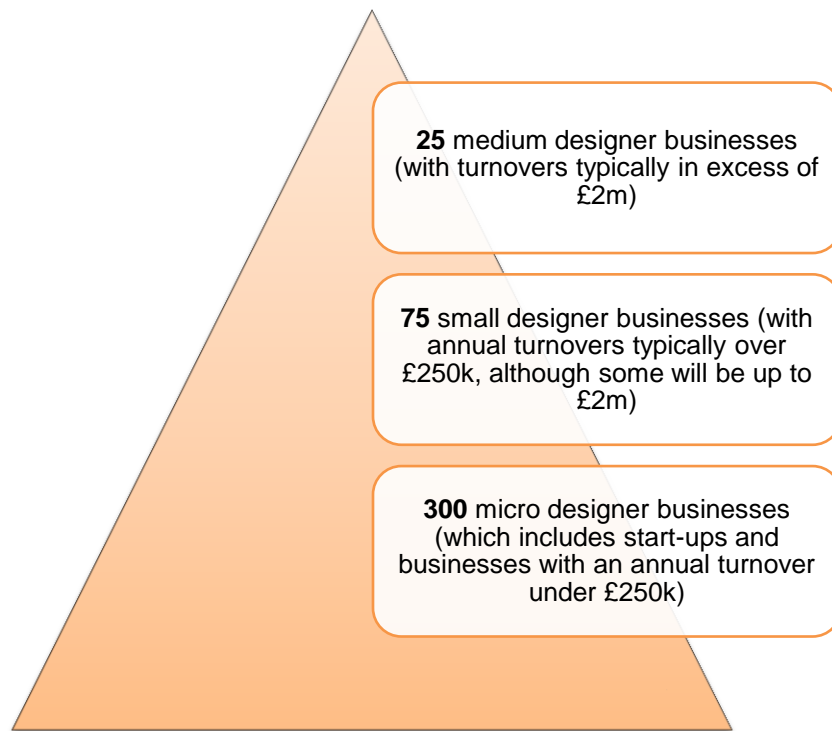 25 medium designer businesses
(with turnovers typically in excess of
£2m)
75 small designer businesses (with
annual turnovers typically over
£250k, although some will be up to
£2m)
300 micro designer businesses
(which includes start-ups and
businesses with an annual turnover
under £250k)